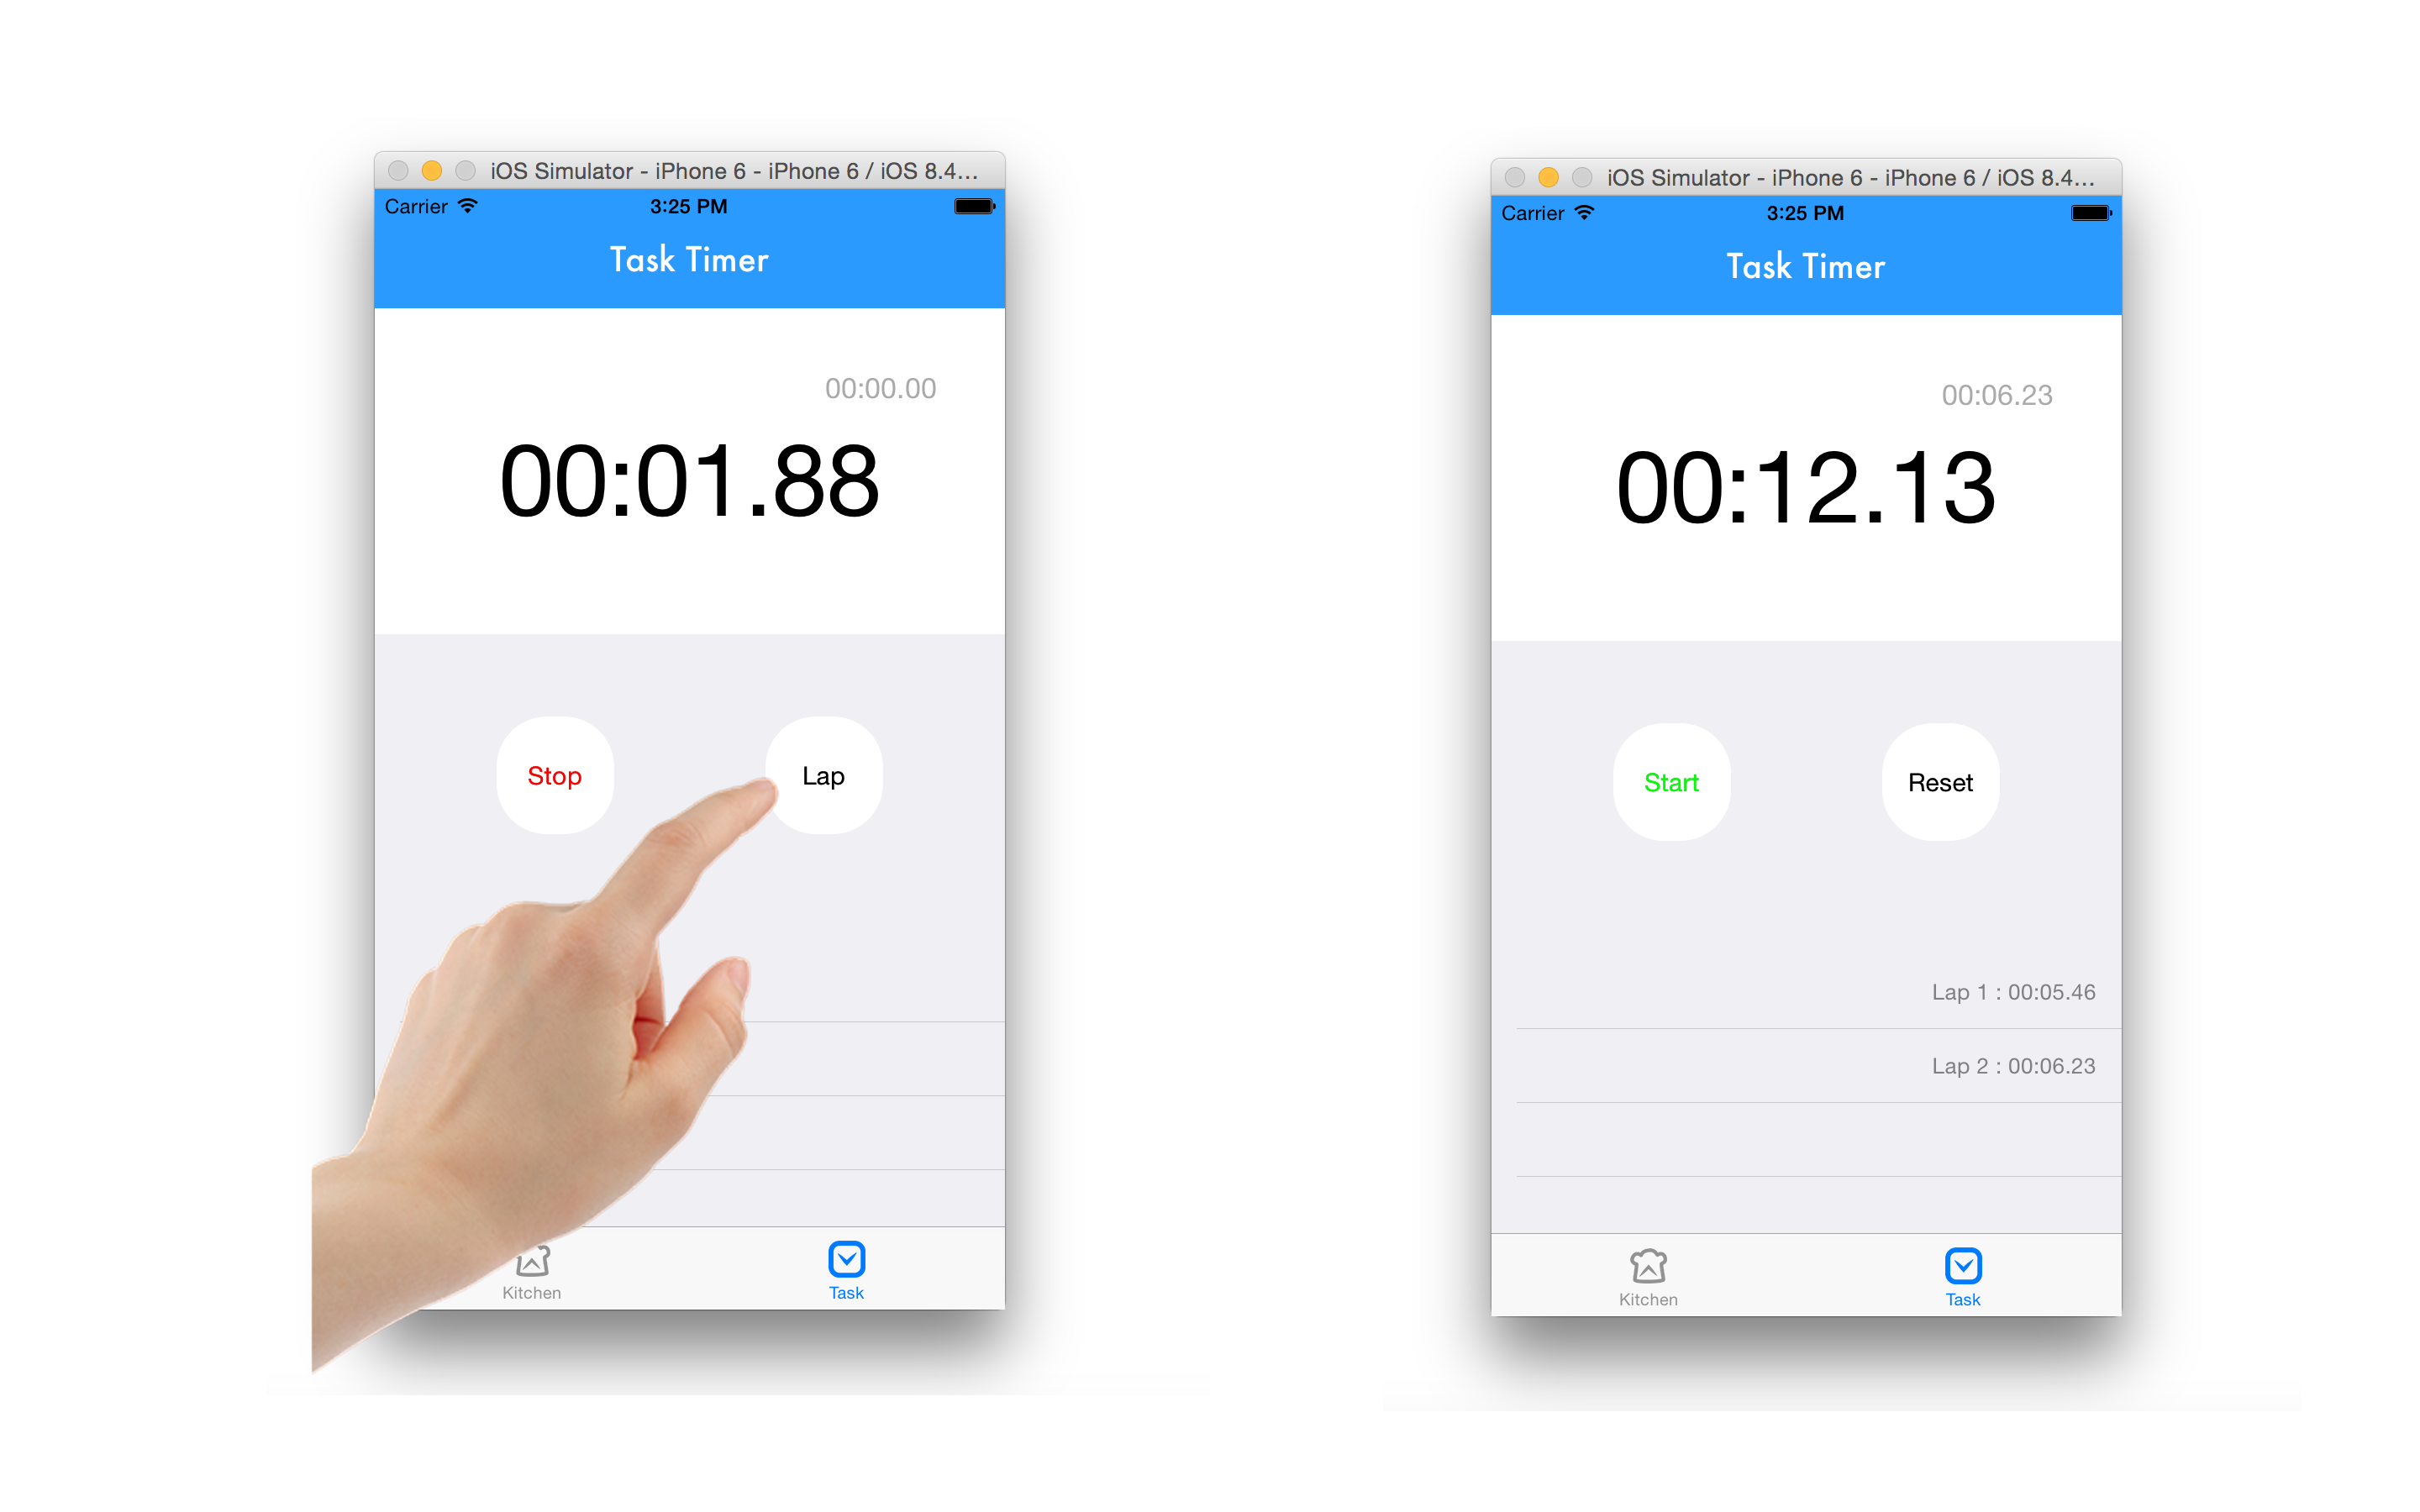 iOS Simulator - iPhone 6 - iPhone 6 / iOS 8.4...
Carrier 3:25 PM
Task Timer
00:00.00
00:01.88
Stop Lap
Kitchen Task
iOS Simulator - iPhone 6 - iPhone 6 / iOS 8.4...
Carrier 3:25 PM
Task Timer
00:06.23
00:12.13
Start Reset
Lap 1 : 00:05.46
Lap 2 : 00:06.23
Kitchen Task